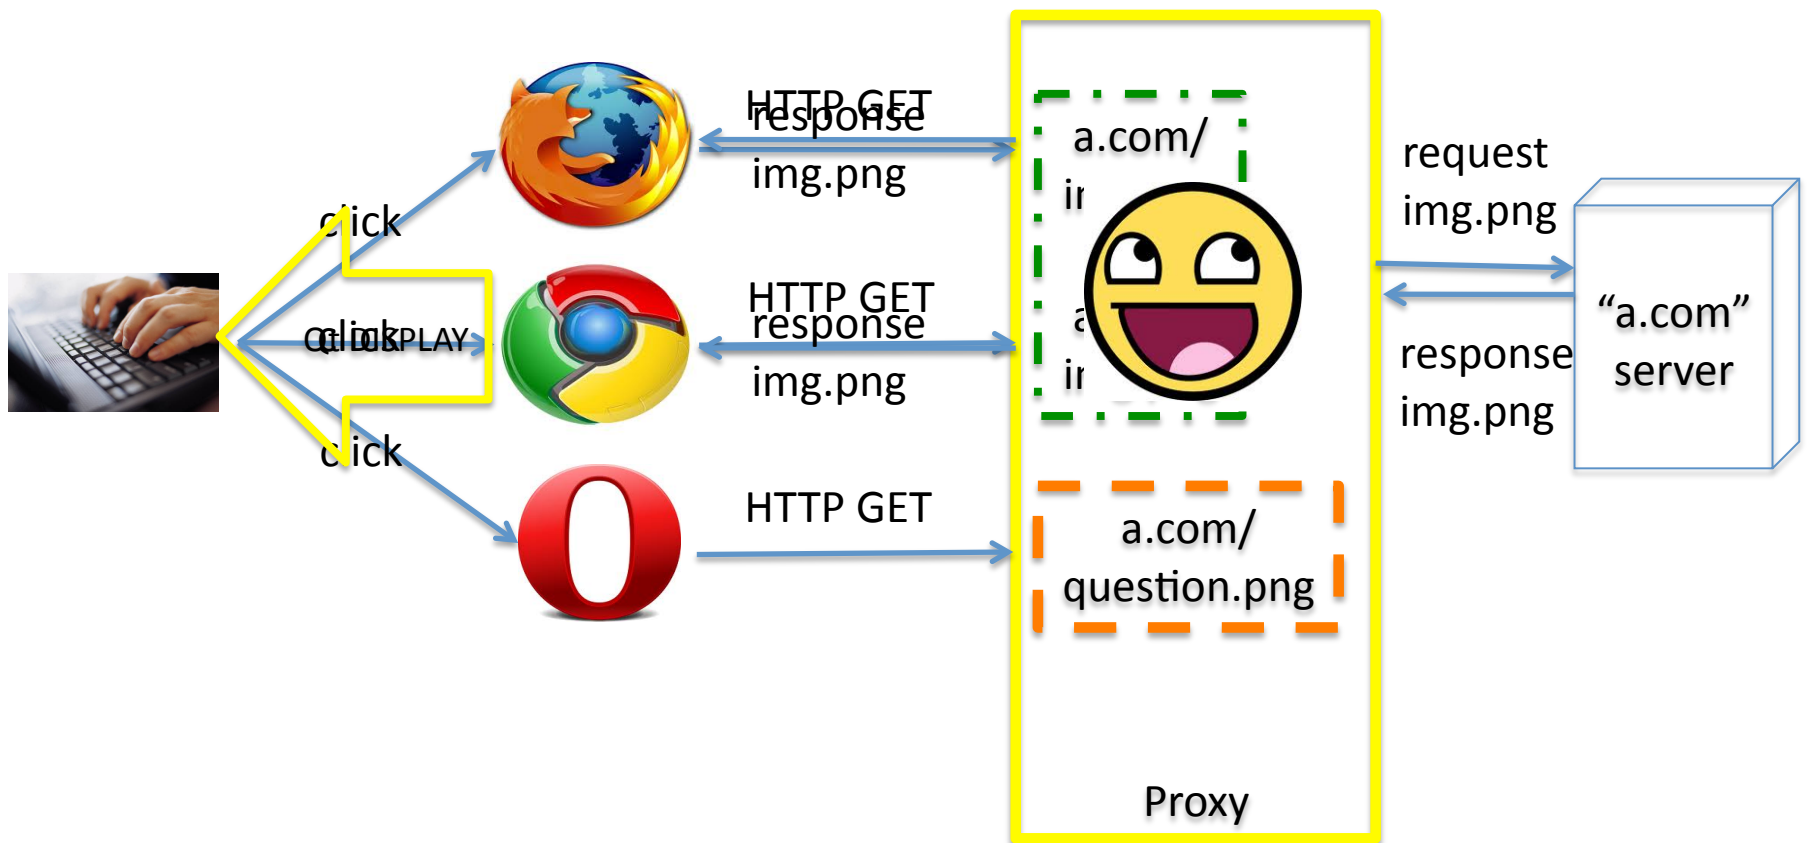 click
click
click
HTTP GET
response
img.png
HTTP GET
response
img.png
HTTP GET
a.com/
a.com/
question.png
Proxy
request
img.png
response
img.png
“a.com”
server